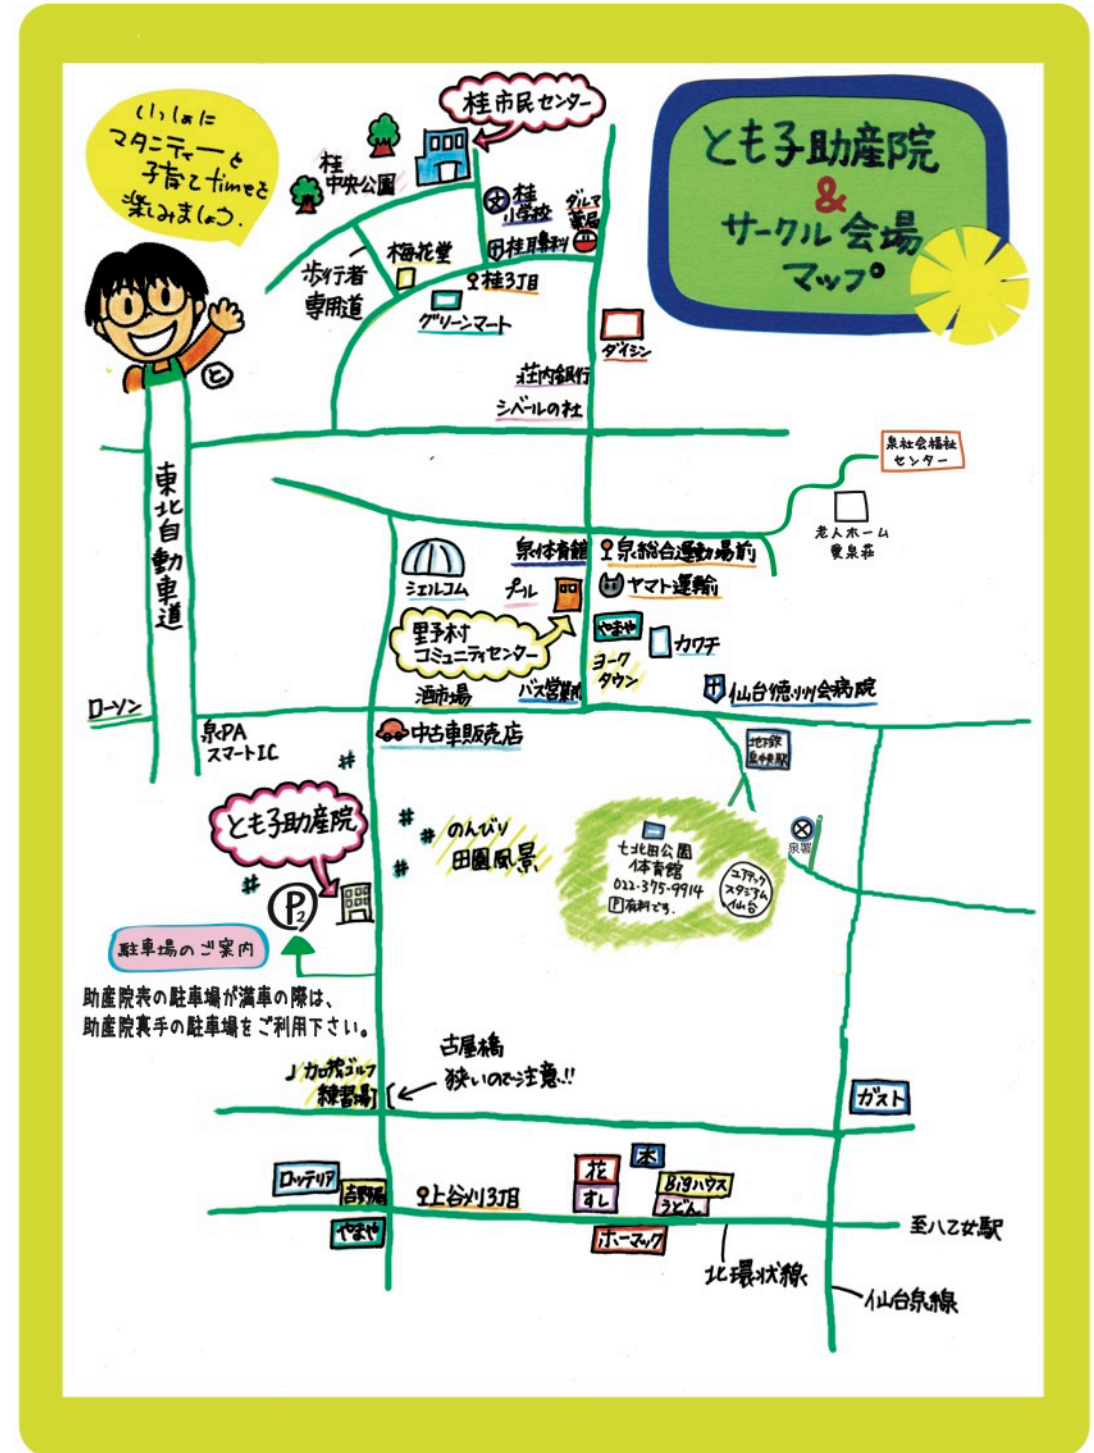 いっしょに
マタニティーと
子育てtimeを
楽しみましょう.
桂市民センター
とも子助産院
&
サークル会場
マップ
桂
中央公園
桂
小学校
ダルマ
薬局
桂耳鼻科
梅花堂
歩行者
専用道
桂3丁目
グリーンマート
ダイシン
と
荘内銀行
シベールの杜
泉社会福祉
センター
東北自動車道
老人ホーム
愛泉荘
泉体育館
泉総合運動場前
シェルコム
プール
ヤマト運輸
野村
コミュニティセンター
やまや
カワチ
ヨーク
タウン
酒市場
バス営業所
仙台徳洲会病院
ローソン
泉PA
スマートIC
中古車販売店
地下鉄
泉中央駅
とも子助産院
のんびり
田園風景
七北田公園
体育館
022-375-9914
P有料です.
ユアテック
スタジアム
仙台
泉署
P2
駐車場のご案内
助産院表の駐車場が満車の際は、
助産院裏手の駐車場をご利用下さい。
古屋橋
狭いので注意!!
ゴルフ
練習場
ガスト
ロッテリア
吉野屋
やまや
上谷刈3丁目
花
本
すし
Bigハウス
うどん
ホーマック
至八乙女駅
北環状線
仙台泉線